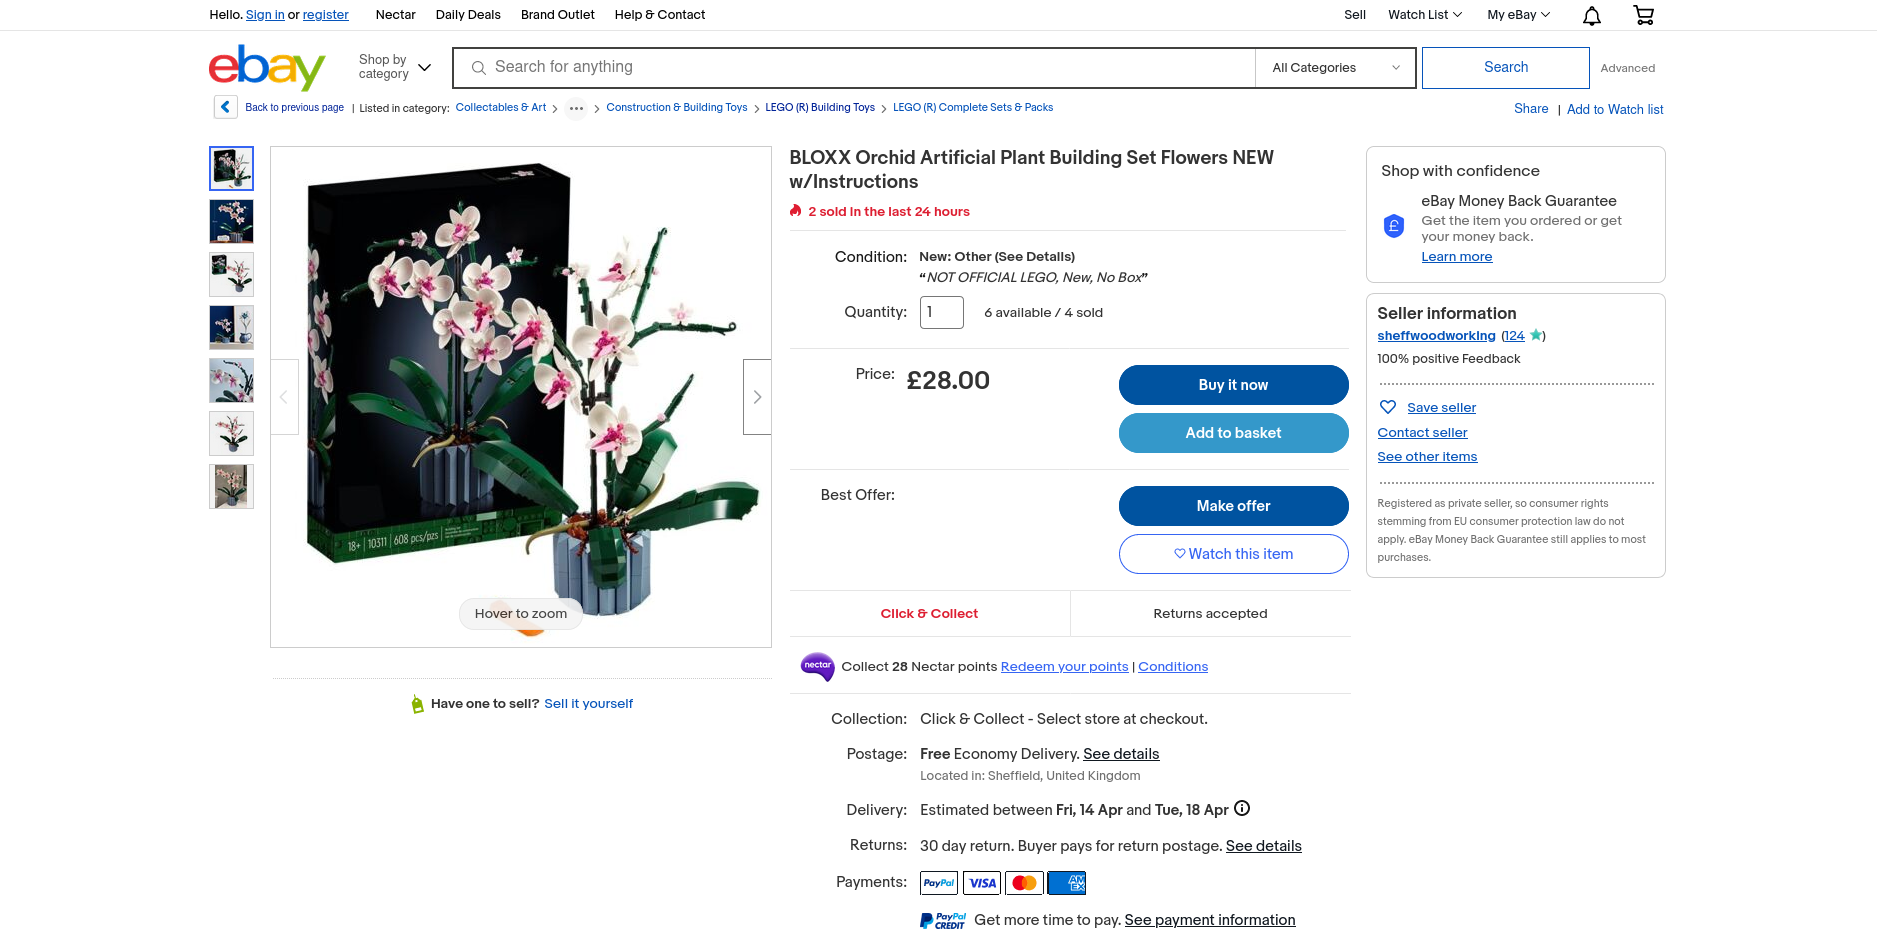 Hello. Sign in or register Nectar Daily Deals Brand Outlet Help & Contact Sell Watch List My eBay
ebay Shop by category Search for anything All Categories Search Advanced
Back to previous page | Listed in category: Collectables & Art > ... > Construction & Building Toys > LEGO (R) Building Toys > LEGO (R) Complete Sets & Packs Share | Add to Watch list
18+ 10311 608 pcs/pzs
Hover to zoom
Have one to sell? Sell it yourself
BLOXX Orchid Artificial Plant Building Set Flowers NEW
w/Instructions
2 sold in the last 24 hours
Condition: New: Other (See Details)
“NOT OFFICIAL LEGO, New, No Box”
Quantity: 1 6 available / 4 sold
Price: £28.00
Buy it now
Add to basket
Best Offer:
Make offer
Watch this item
Click & Collect Returns accepted
nectar Collect 28 Nectar points Redeem your points | Conditions
Collection: Click & Collect - Select store at checkout.
Postage: Free Economy Delivery. See details
Located in: Sheffield, United Kingdom
Delivery: Estimated between Fri, 14 Apr and Tue, 18 Apr
Returns: 30 day return. Buyer pays for return postage. See details
Payments: PayPal VISA AMEX
PayPal CREDIT Get more time to pay. See payment information
Shop with confidence
eBay Money Back Guarantee
£ Get the item you ordered or get
your money back.
Learn more
Seller information
sheffwoodworking (124)
100% positive Feedback
Save seller
Contact seller
See other items
Registered as private seller, so consumer rights
stemming from EU consumer protection law do not
apply. eBay Money Back Guarantee still applies to most
purchases.